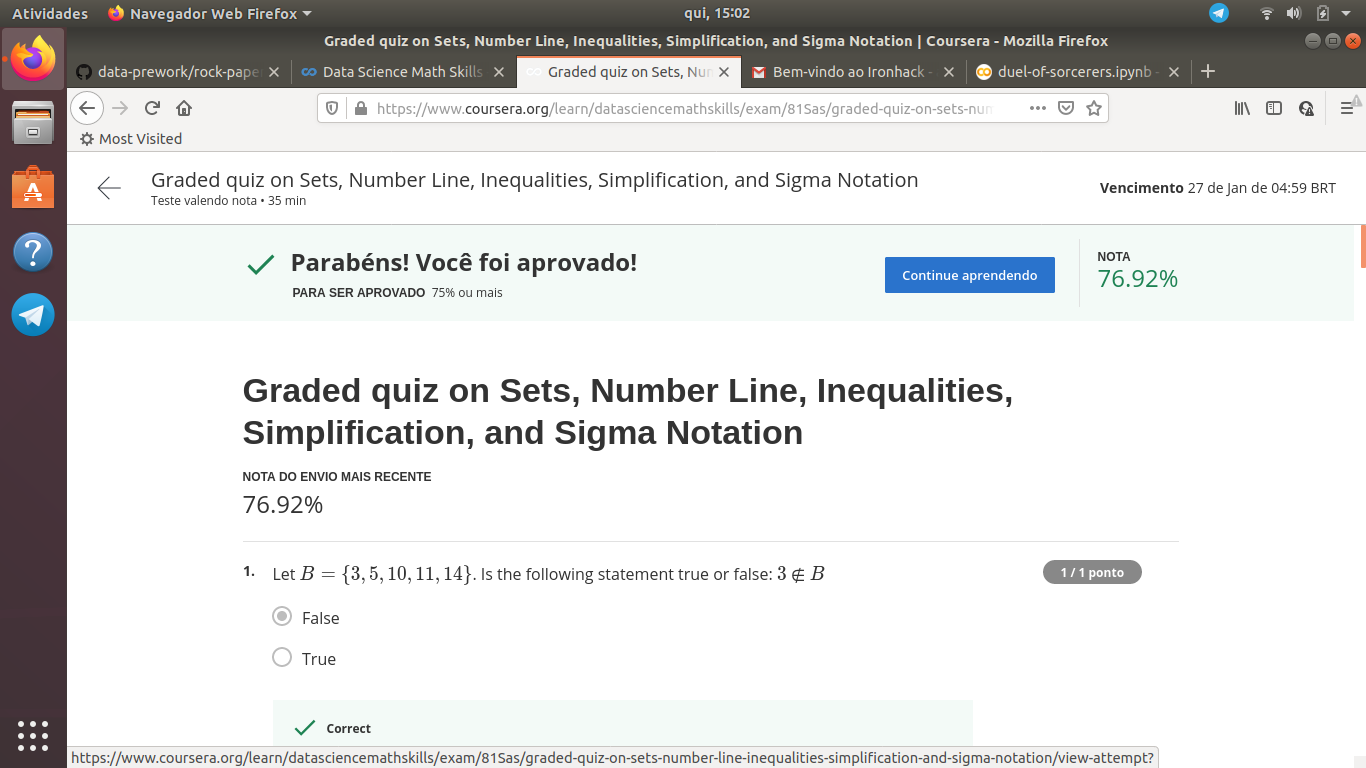 Atividades Navegador Web Firefox qui, 15:02
Graded quiz on Sets, Number Line, Inequalities, Simplification, and Sigma Notation | Coursera - Mozilla Firefox
data-prework/rock-pape Data Science Math Skills Graded quiz on Sets, Num Bem-vindo ao Ironhack - duel-of-sorcerers.ipynb -
https://www.coursera.org/learn/datasciencemathskills/exam/81Sas/graded-quiz-on-sets-num
Most Visited
Graded quiz on Sets, Number Line, Inequalities, Simplification, and Sigma Notation
Teste valendo nota • 35 min
Vencimento 27 de Jan de 04:59 BRT
Parabéns! Você foi aprovado!
PARA SER APROVADO 75% ou mais
Continue aprendendo
NOTA
76.92%
Graded quiz on Sets, Number Line, Inequalities,
Simplification, and Sigma Notation
NOTA DO ENVIO MAIS RECENTE
76.92%
1. Let B = {3, 5, 10, 11, 14}. Is the following statement true or false: 3 ∉ B
1 / 1 ponto
False
True
Correct
https://www.coursera.org/learn/datasciencemathskills/exam/81Sas/graded-quiz-on-sets-number-line-inequalities-simplification-and-sigma-notation/view-attempt?